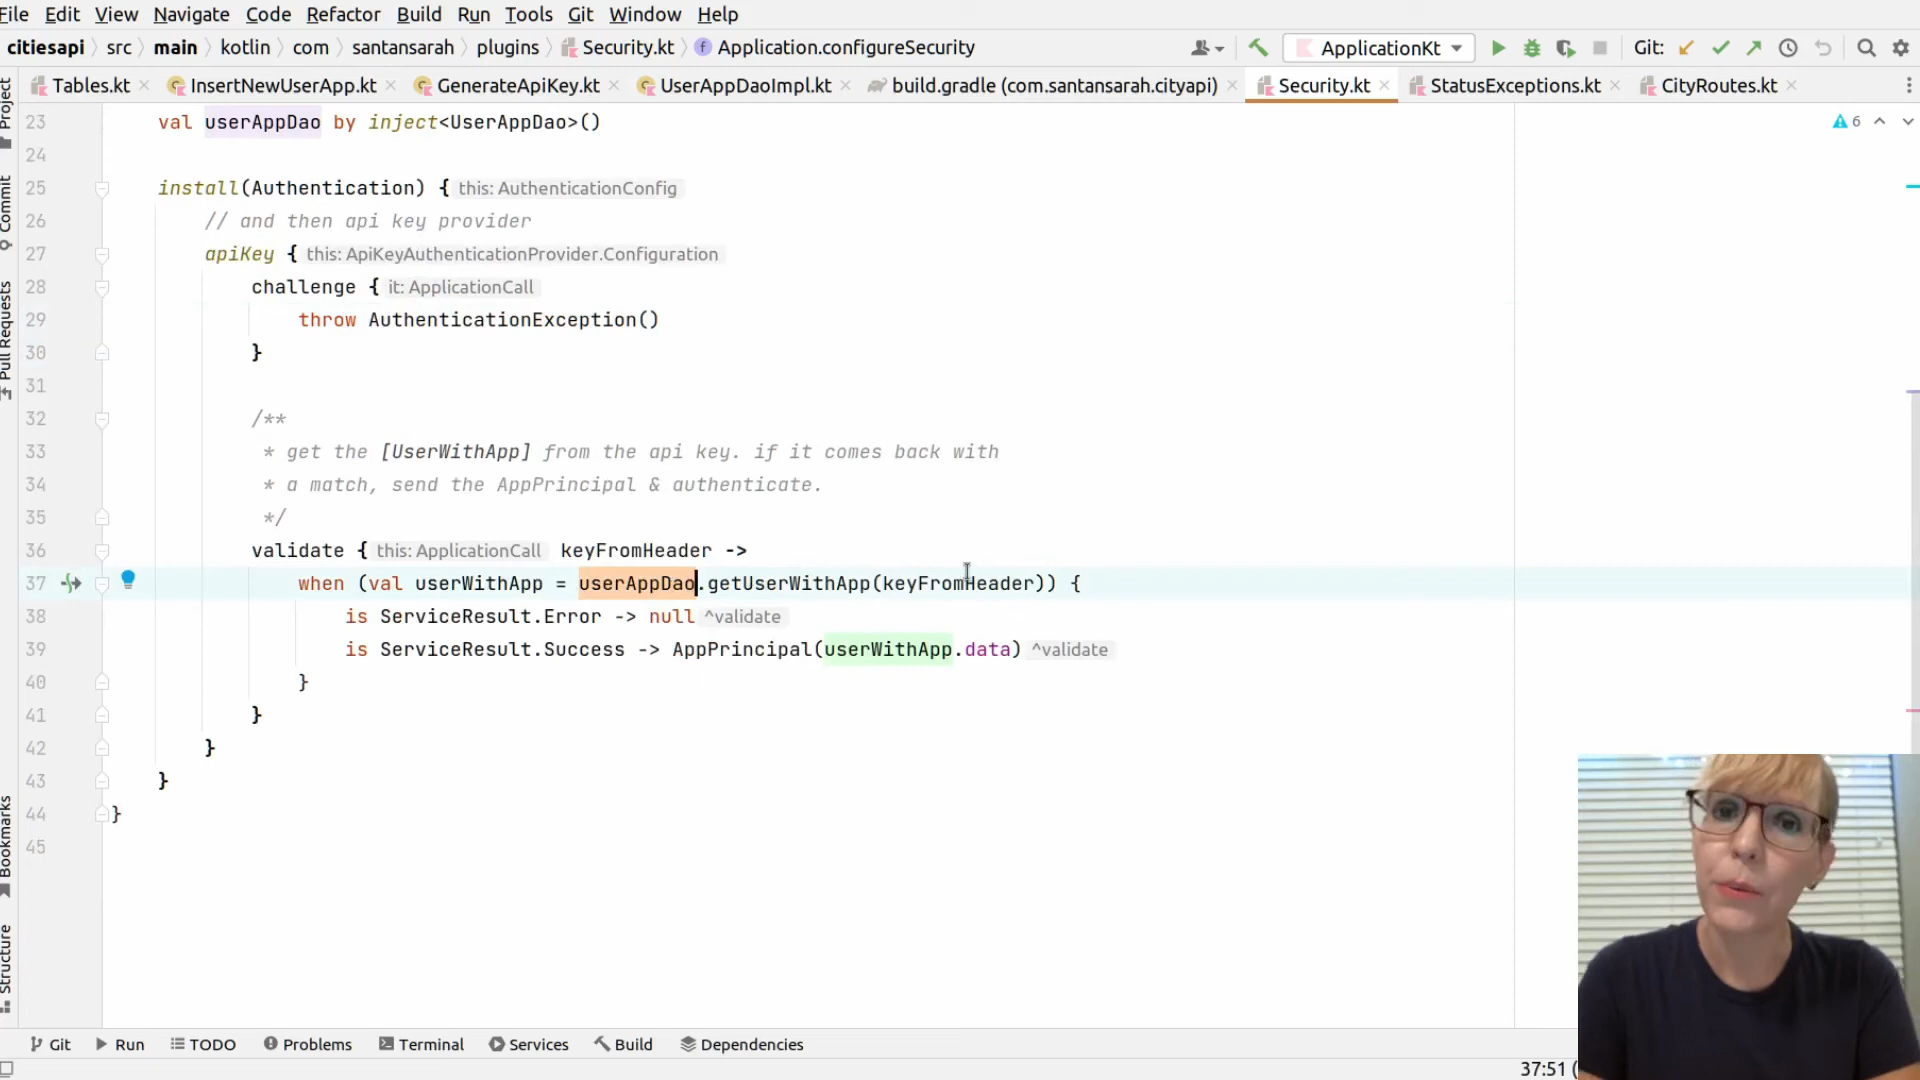 File Edit View Navigate Code Refactor Build Run Tools Git Window Help
citiesapi src main kotlin com santansarah plugins Security.kt Application.configureSecurity ApplicationKt Git:
Tables.kt InsertNewUserApp.kt GenerateApiKey.kt UserAppDaoImpl.kt build.gradle (com.santansarah.cityapi) Security.kt StatusExceptions.kt CityRoutes.kt
Project
Commit
Pull Requests
Bookmarks
Structure
6
23 val userAppDao by inject<UserAppDao>()
24
25 install(Authentication) { this: AuthenticationConfig
26 // and then api key provider
27 apiKey { this: ApiKeyAuthenticationProvider.Configuration
28 challenge { it: ApplicationCall
29 throw AuthenticationException()
30 }
31
32 /**
33 * get the [UserWithApp] from the api key. if it comes back with
34 * a match, send the AppPrincipal & authenticate.
35 */
36 validate { this: ApplicationCall keyFromHeader ->
37 when (val userWithApp = userAppDao.getUserWithApp(keyFromHeader)) {
38 is ServiceResult.Error -> null ^validate
39 is ServiceResult.Success -> AppPrincipal(userWithApp.data) ^validate
40 }
41 }
42 }
43 }
44 }
45
Git Run TODO Problems Terminal Services Build Dependencies
37:51 (